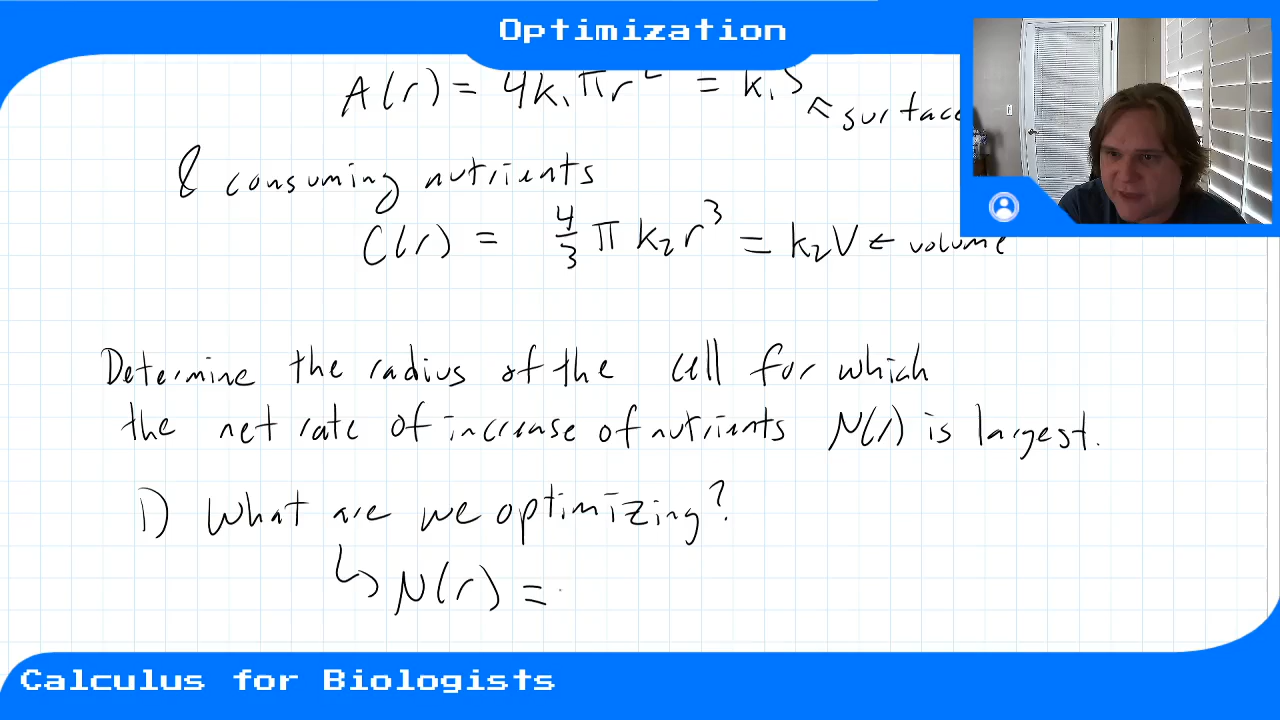 Optimization
A(r) = 4k₁πr² = k₁S ↖ surface
& consuming nutrients
C(r) = 4/3 π k₂r³ = k₂V ← volume
Determine the radius of the cell for which
the net rate of increase of nutrients N(r) is largest.
1) What are we optimizing?
↳ N(r) =
Calculus for Biologists